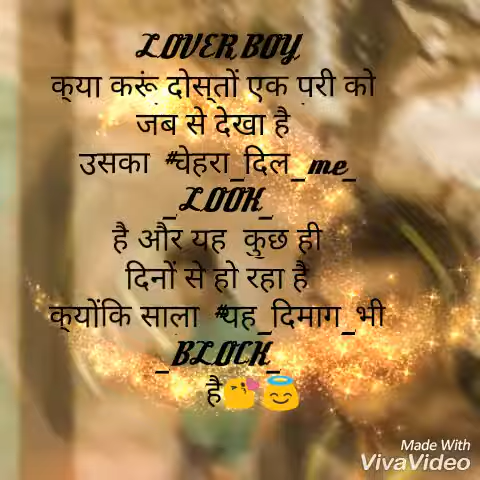 LOVER BOY
क्या करूं दोस्तों एक परी को
जब से देखा है
उसका #चेहरा_दिल_me_
_LOOK_
है और यह कुछ ही
दिनों से हो रहा है
क्योंकि साला #यह_दिमाग_भी
_BLOCK_
है😘😇
Made With
VivaVideo